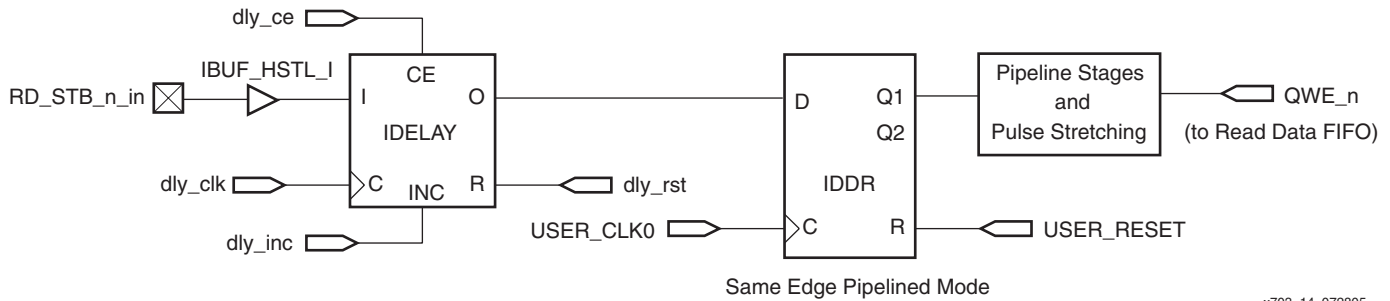 dly_ce
IBUF_HSTL_I
RD_STB_n_in
CE
I
O
IDELAY
dly_clk
C
INC
R
dly_rst
dly_inc
D
Q1
Q2
IDDR
USER_CLK0
C
R
USER_RESET
Pipeline Stages
and
Pulse Stretching
QWE_n
(to Read Data FIFO)
Same Edge Pipelined Mode